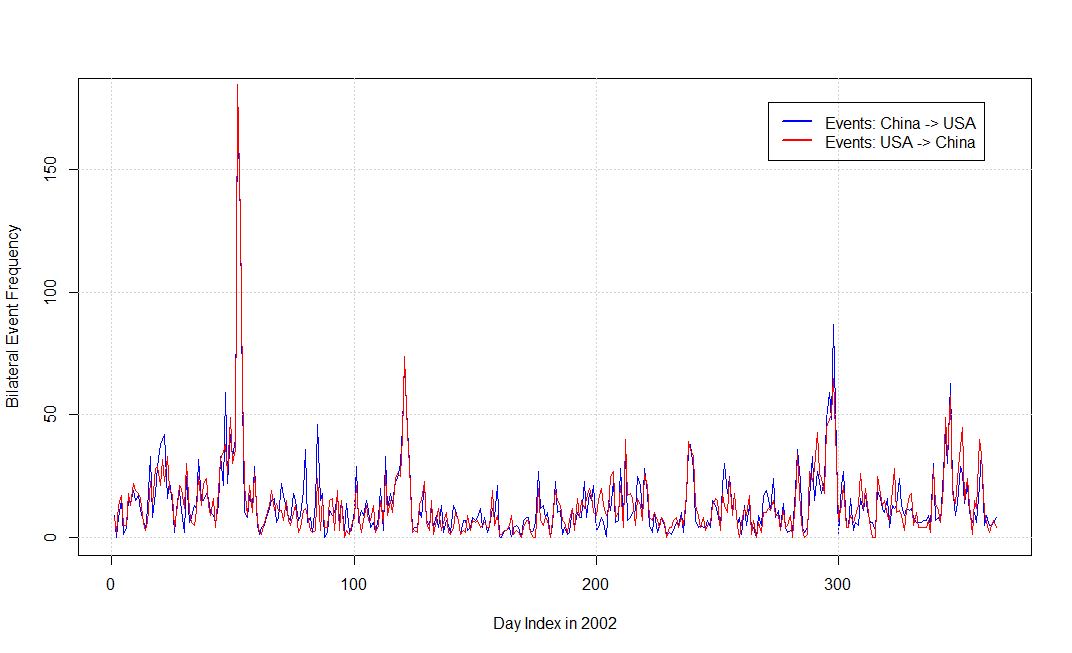 Events: China -> USA
Events: USA -> China
Bilateral Event Frequency
150
100
50
0
0 100 200 300
Day Index in 2002